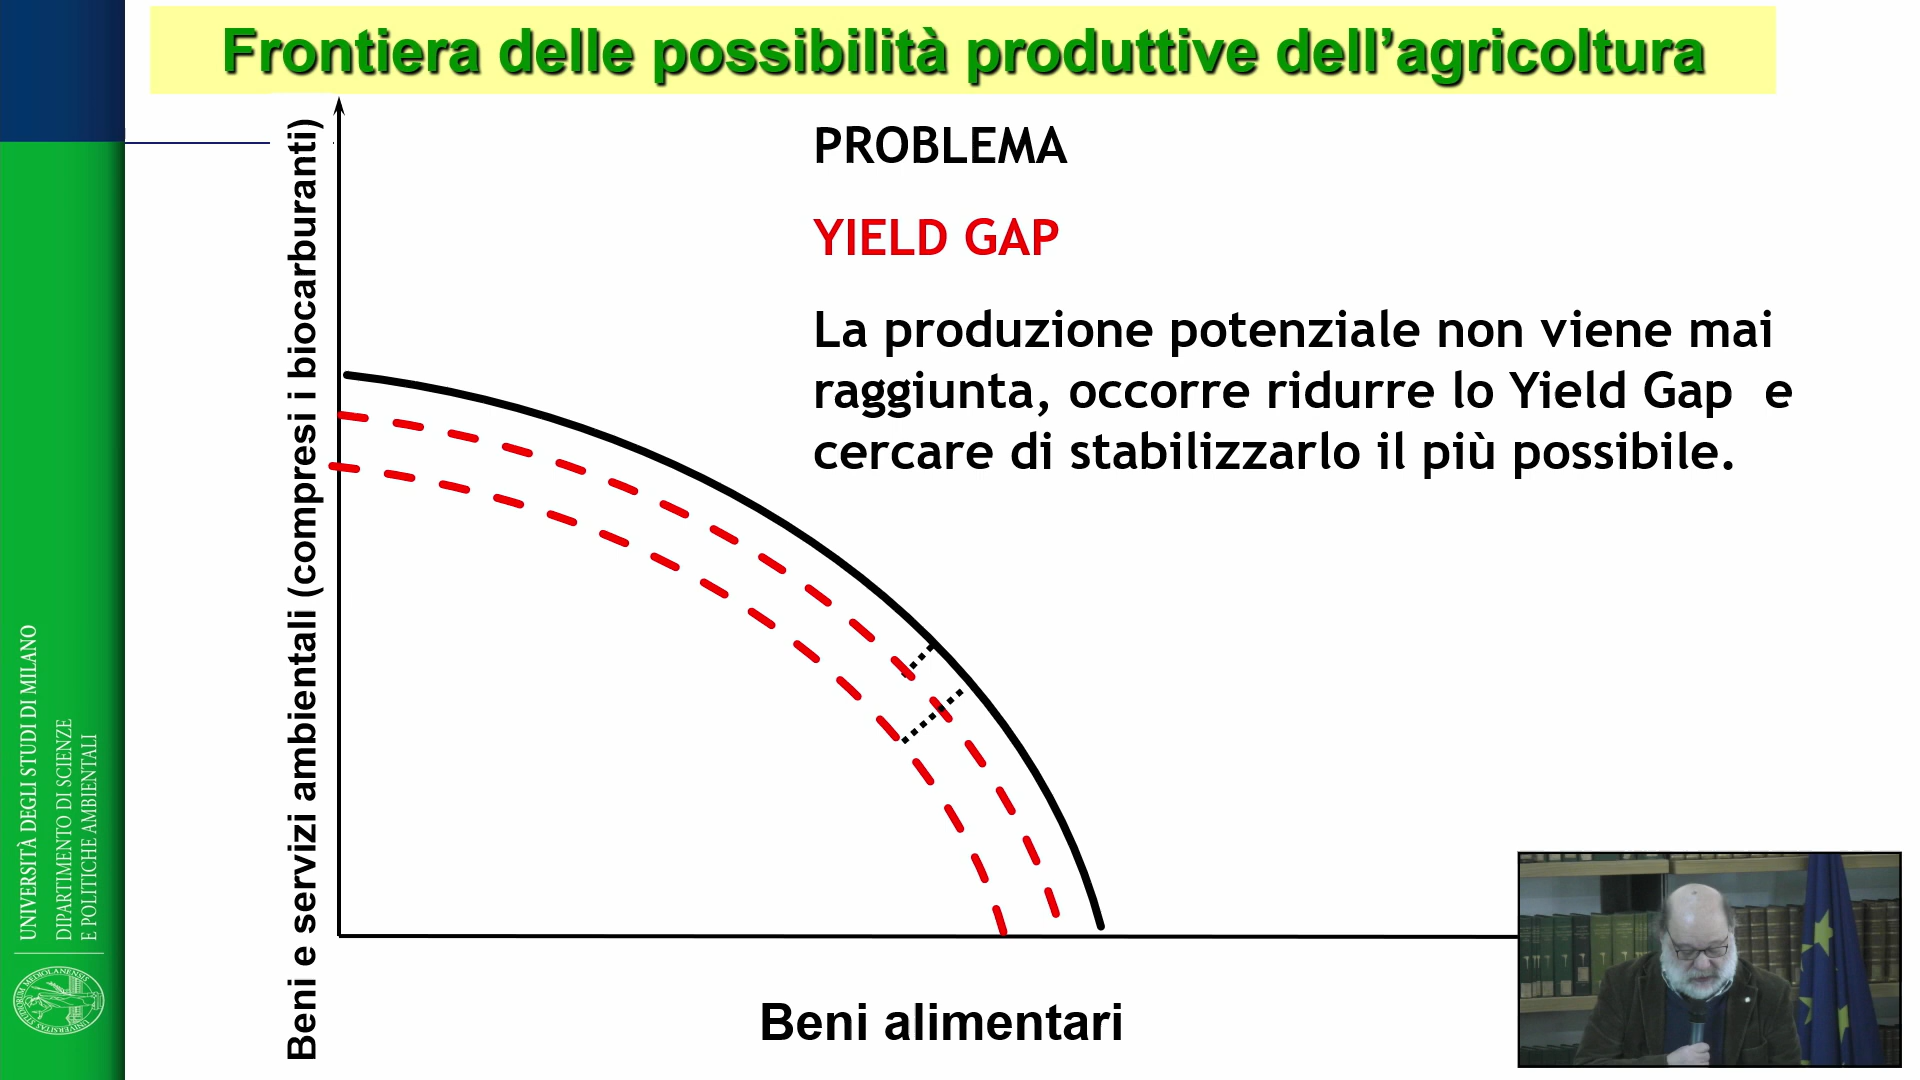 Frontiera delle possibilità produttive dell’agricoltura
PROBLEMA
YIELD GAP
La produzione potenziale non viene mai
raggiunta, occorre ridurre lo Yield Gap e
cercare di stabilizzarlo il più possibile.
Beni e servizi ambientali (compresi i biocarburanti)
Beni alimentari
UNIVERSITÀ DEGLI STUDI DI MILANO
DIPARTIMENTO DI SCIENZE
E POLITICHE AMBIENTALI